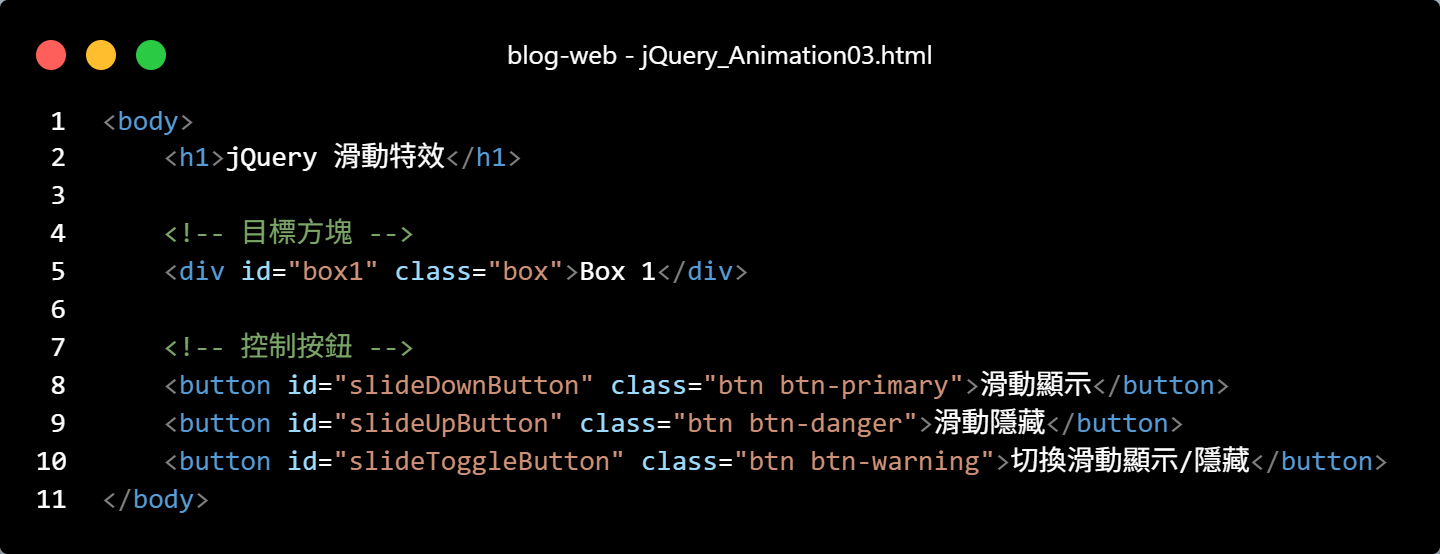 blog-web - jQuery_Animation03.html
1 <body>
2     <h1>jQuery 滑動特效</h1>
3
4     <!-- 目標方塊 -->
5     <div id="box1" class="box">Box 1</div>
6
7     <!-- 控制按鈕 -->
8     <button id="slideDownButton" class="btn btn-primary">滑動顯示</button>
9     <button id="slideUpButton" class="btn btn-danger">滑動隱藏</button>
10     <button id="slideToggleButton" class="btn btn-warning">切換滑動顯示/隱藏</button>
11 </body>